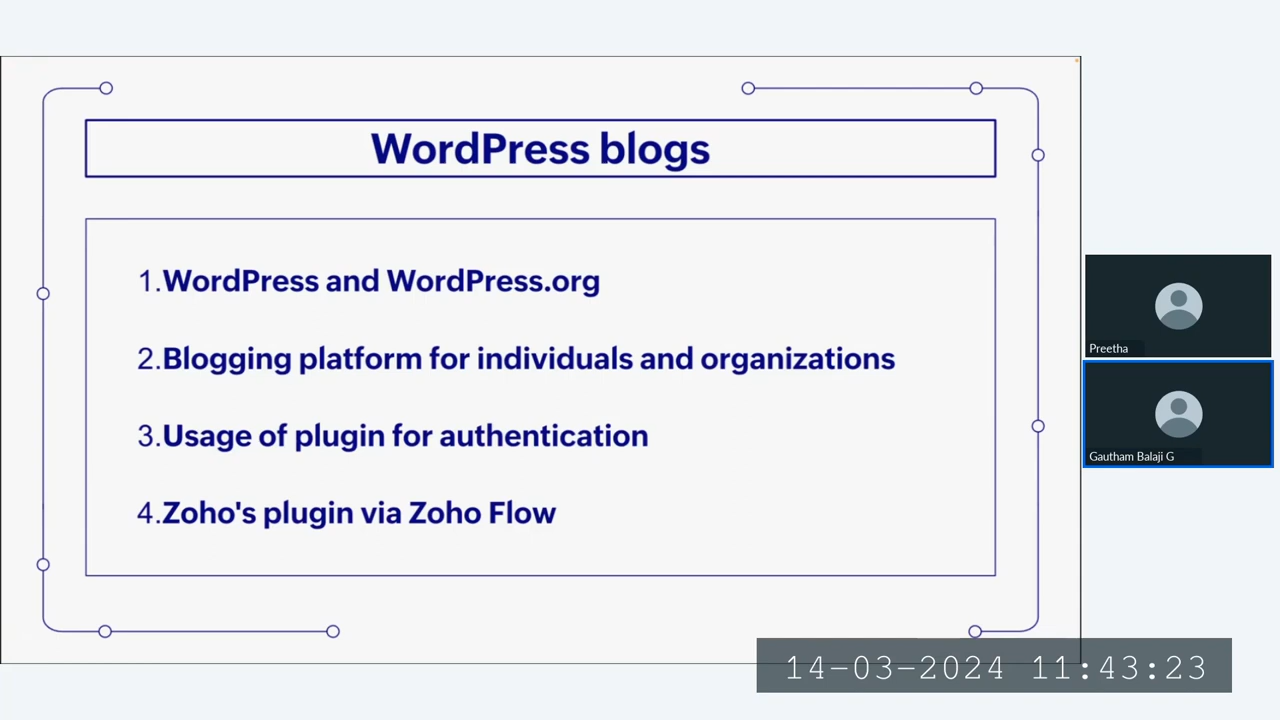 WordPress blogs
1.WordPress and WordPress.org
2.Blogging platform for individuals and organizations
3.Usage of plugin for authentication
4.Zoho's plugin via Zoho Flow
Preetha
Gautham Balaji G
14-03-2024 11:43:23